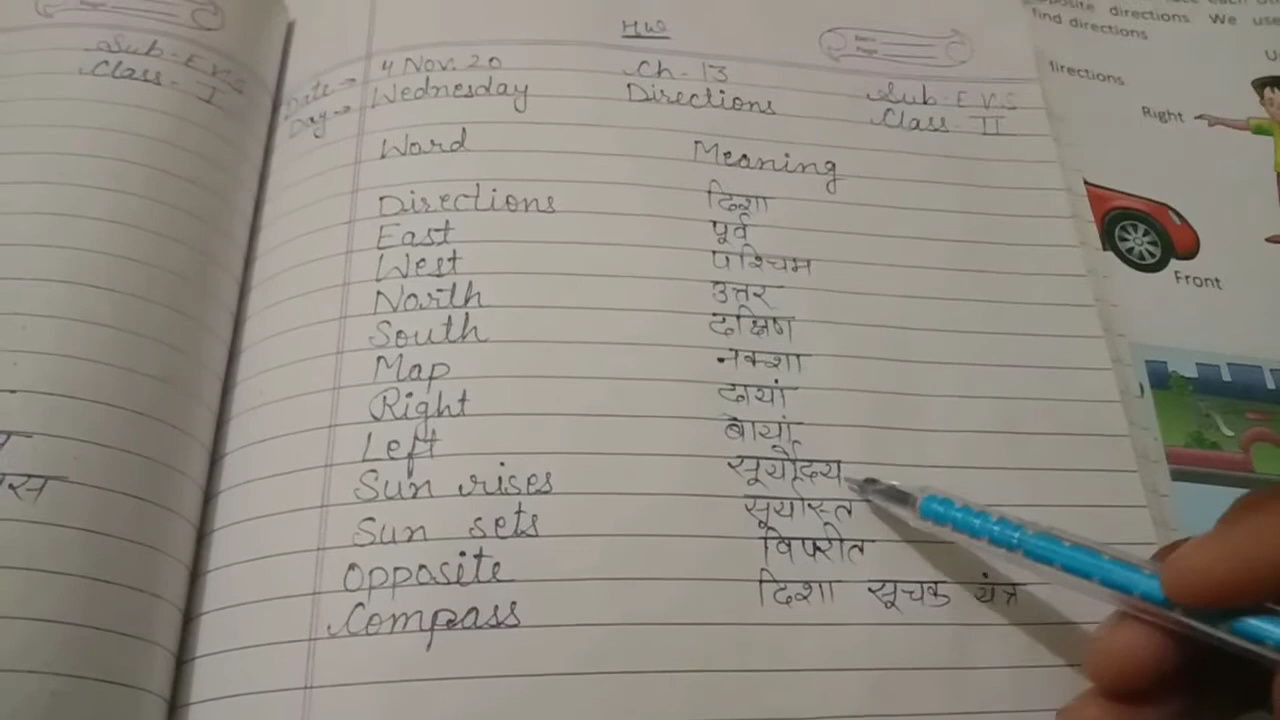 Sub-E.V.S
Class-I
स
HW
Date→ 4 Nov. 20 Ch-13 Sub-E.V.S
Day→ Wednesday Directions Class-II
Word Meaning
Directions दिशा
East पूर्व
West पश्चिम
North उत्तर
South दक्षिण
Map नक्शा
Right दायां
Left बायां
Sun rises सूर्योदय
Sun sets सूर्यास्त
Opposite विपरीत
Compass दिशा सूचक यंत्र
directions We use
find directions
directions
Right
Front